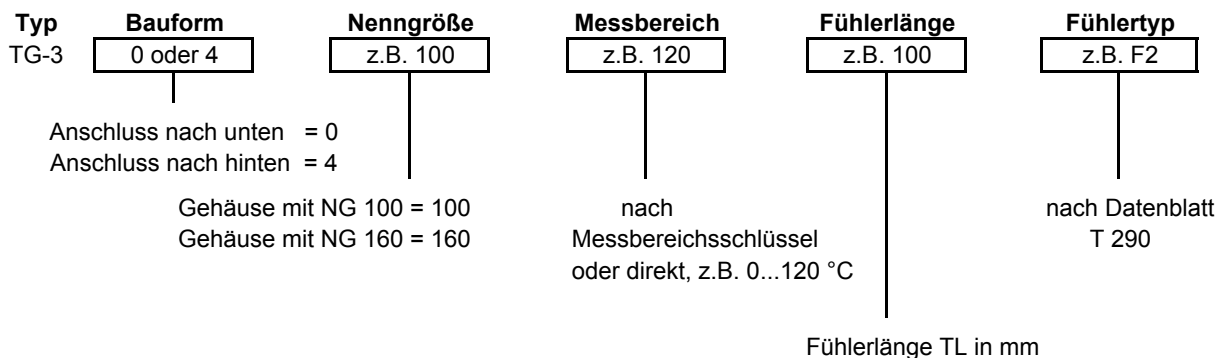 Typ Bauform Nenngröße Messbereich Fühlerlänge Fühlertyp
TG-3 0 oder 4 z.B. 100 z.B. 120 z.B. 100 z.B. F2
Anschluss nach unten = 0
Anschluss nach hinten = 4
Gehäuse mit NG 100 = 100 nach nach Datenblatt
Gehäuse mit NG 160 = 160 Messbereichsschlüssel T 290
oder direkt, z.B. 0...120 °C
Fühlerlänge TL in mm